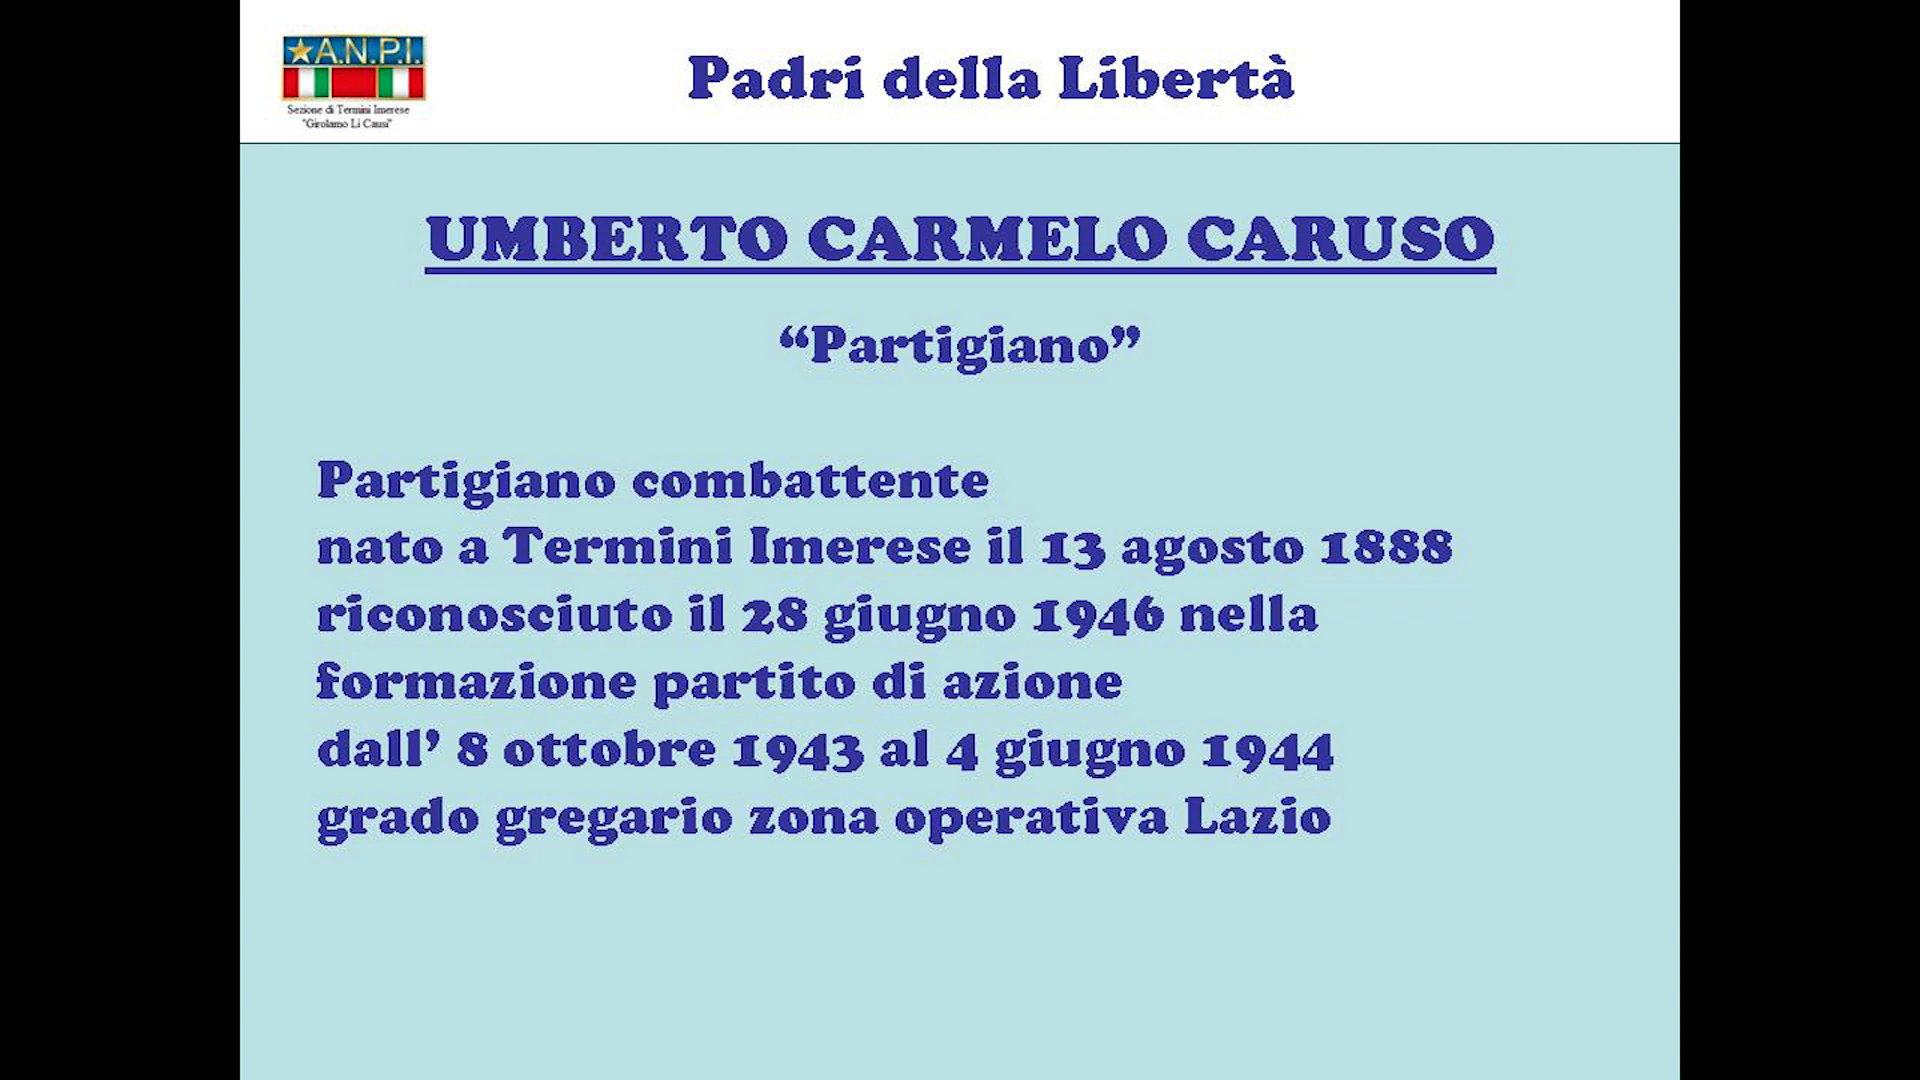 ★A.N.P.I.
Sezione di Termini Imerese
"Girolamo Li Causi"
Padri della Libertà
UMBERTO CARMELO CARUSO
“Partigiano”
Partigiano combattente
nato a Termini Imerese il 13 agosto 1888
riconosciuto il 28 giugno 1946 nella
formazione partito di azione
dall’ 8 ottobre 1943 al 4 giugno 1944
grado gregario zona operativa Lazio